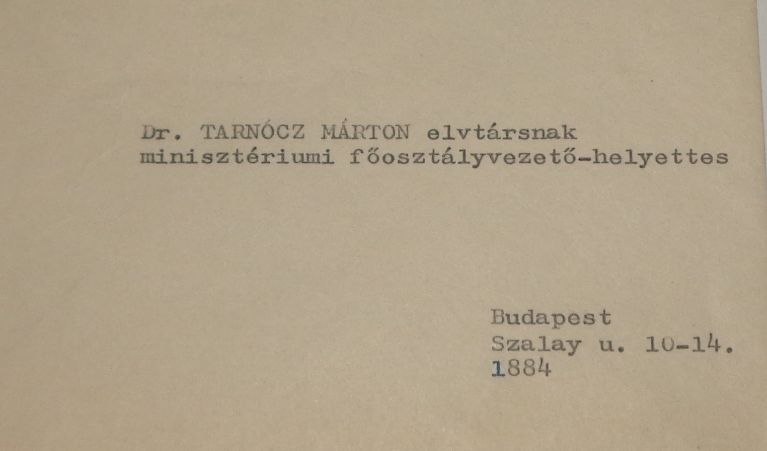 Dr. TARNÓCZ MÁRTON elvtársnak
minisztériumi főosztályvezető-helyettes
Budapest
Szalay u. 10-14.
1884